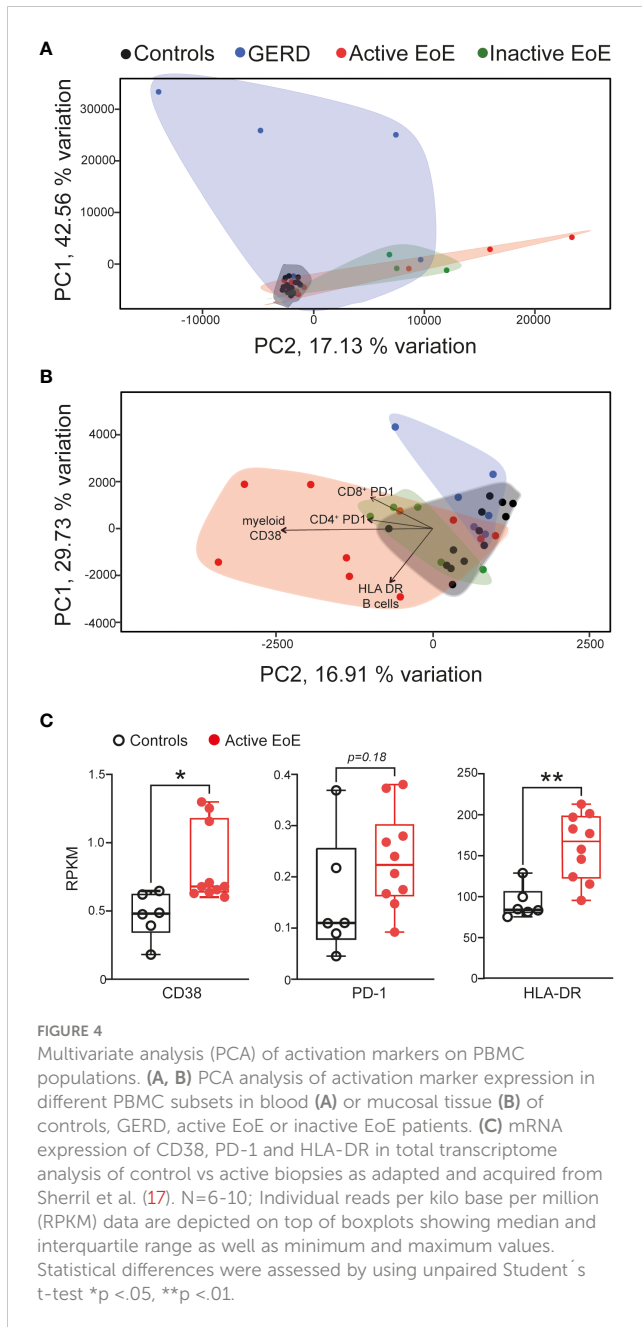 A
Controls GERD Active EoE Inactive EoE
PC1, 42.56 % variation
30000
20000
10000
0
-10000 0 10000 20000
PC2, 17.13 % variation
B
PC1, 29.73 % variation
4000
2000
0
-2000
-4000
CD8⁺ PD1
CD4⁺ PD1
myeloid
CD38
HLA DR
B cells
-2500 0 2500
PC2, 16.91 % variation
C
Controls Active EoE
RPKM
1.5
1.0
0.5
0
*
CD38
0.4
0.3
0.2
0.1
0
p=0.18
PD-1
250
200
150
100
50
0
**
HLA-DR
FIGURE 4
Multivariate analysis (PCA) of activation markers on PBMC
populations. (A, B) PCA analysis of activation marker expression in
different PBMC subsets in blood (A) or mucosal tissue (B) of
controls, GERD, active EoE or inactive EoE patients. (C) mRNA
expression of CD38, PD-1 and HLA-DR in total transcriptome
analysis of control vs active biopsies as adapted and acquired from
Sherril et al. (17). N=6-10; Individual reads per kilo base per million
(RPKM) data are depicted on top of boxplots showing median and
interquartile range as well as minimum and maximum values.
Statistical differences were assessed by using unpaired Student´s
t-test *p <.05, **p <.01.